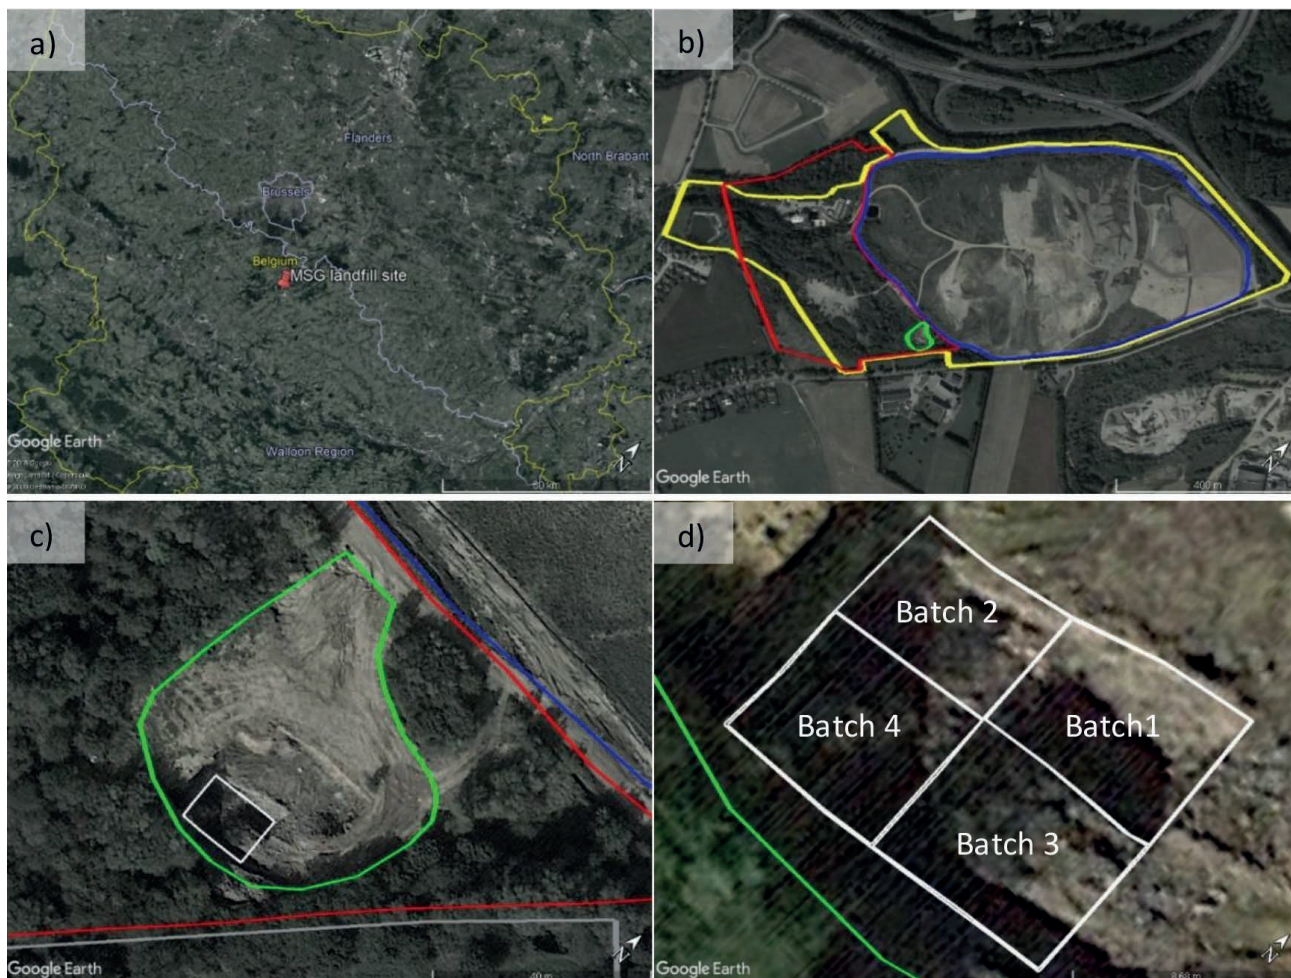 a)
Flanders
North Brabant
Brussels
Belgium
MSG landfill site
Walloon Region
Google Earth
N
b)
Google Earth
400 m
N
c)
Google Earth
40 m
N
d)
Batch 2
Batch 4
Batch1
Batch 3
Google Earth
N